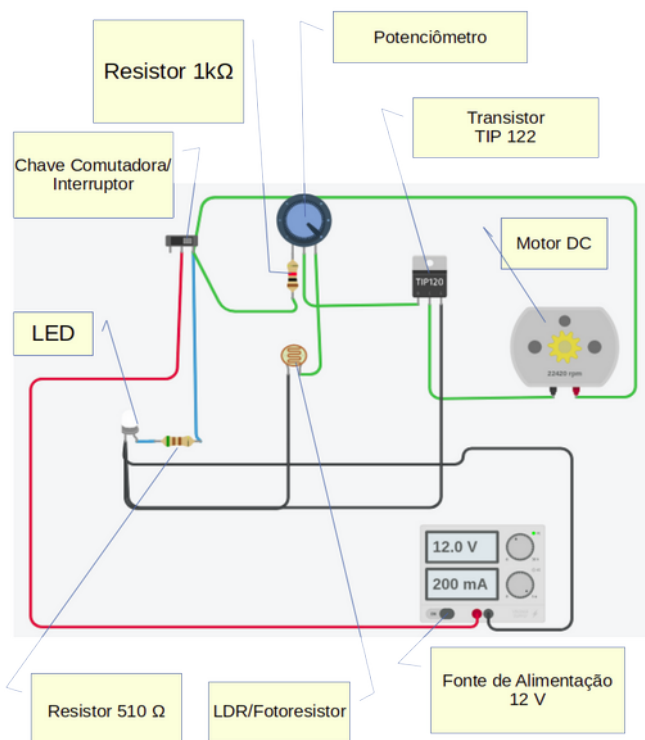 Potenciômetro
Resistor 1kΩ
Transistor
TIP 122
Chave Comutadora/
Interruptor
Motor DC
TIP120
LED
22420 rpm
12.0 V
200 mA
Resistor 510 Ω
LDR/Fotoresistor
Fonte de Alimentação
12 V